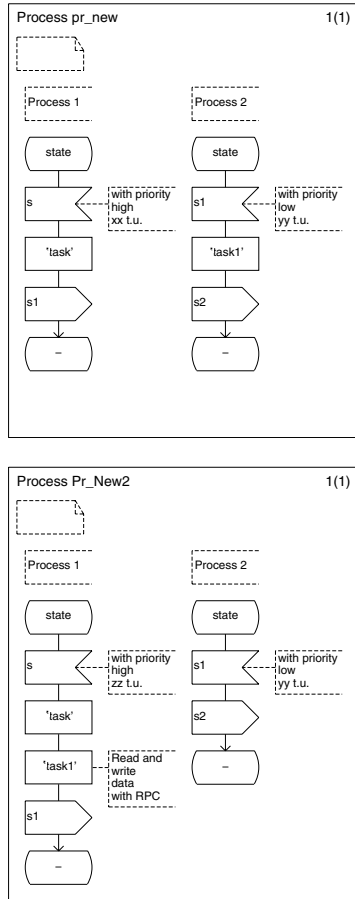 Process pr_new 1(1)
Process 1
Process 2
state
state
s
with priority
high
xx t.u.
s1
with priority
low
yy t.u.
'task'
'task1'
s1
s2
–
–
Process Pr_New2 1(1)
Process 1
Process 2
state
state
s
with priority
high
zz t.u.
s1
with priority
low
yy t.u.
'task'
s2
'task1'
Read and
write
data
with RPC
–
s1
–